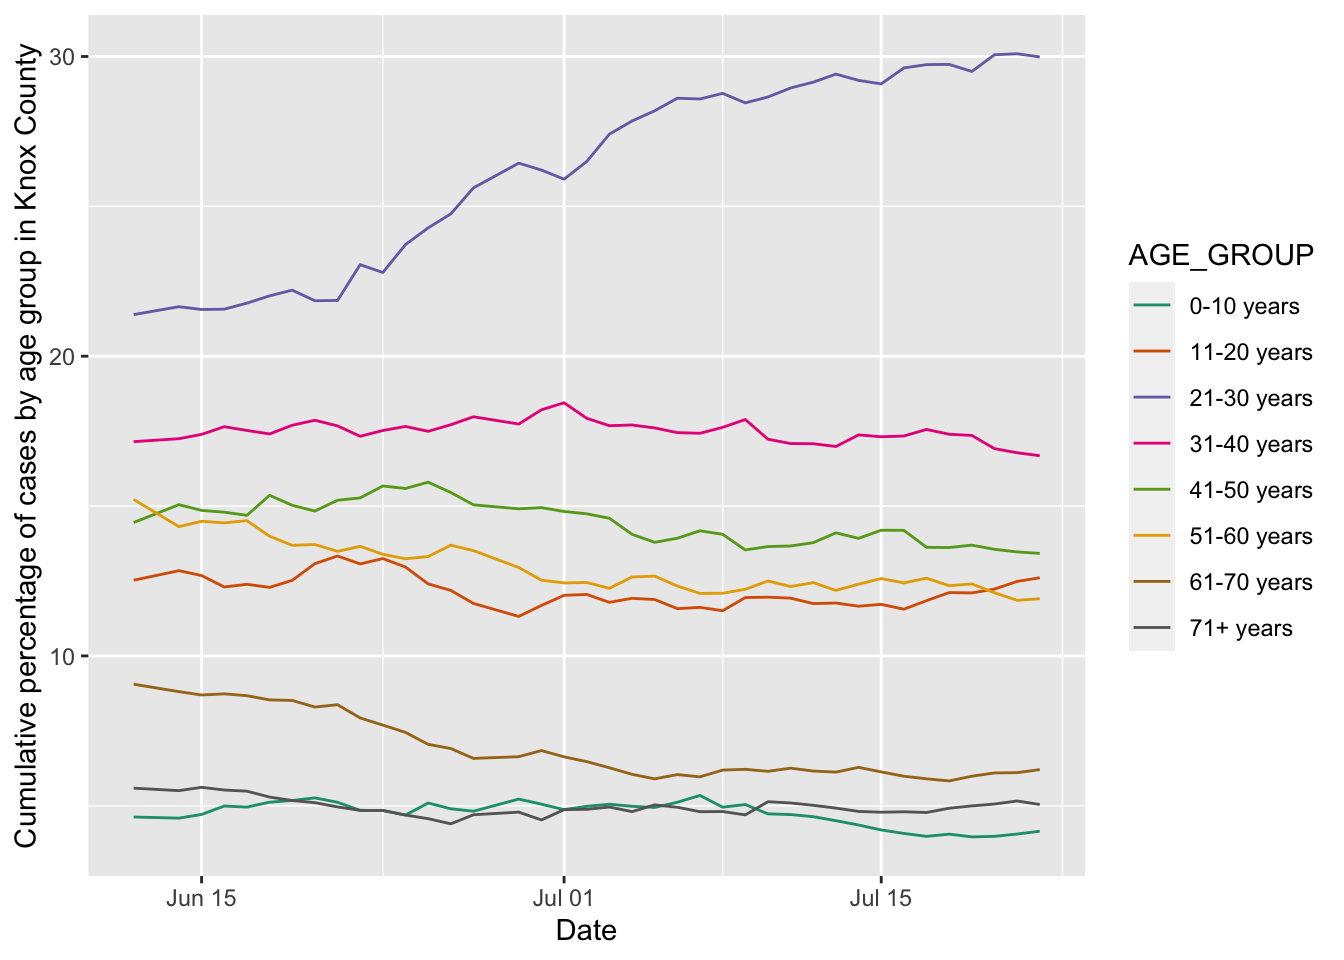 Cumulative percentage of cases by age group in Knox County
30
20
10
Jun 15
Jul 01
Jul 15
Date
AGE_GROUP
0-10 years
11-20 years
21-30 years
31-40 years
41-50 years
51-60 years
61-70 years
71+ years